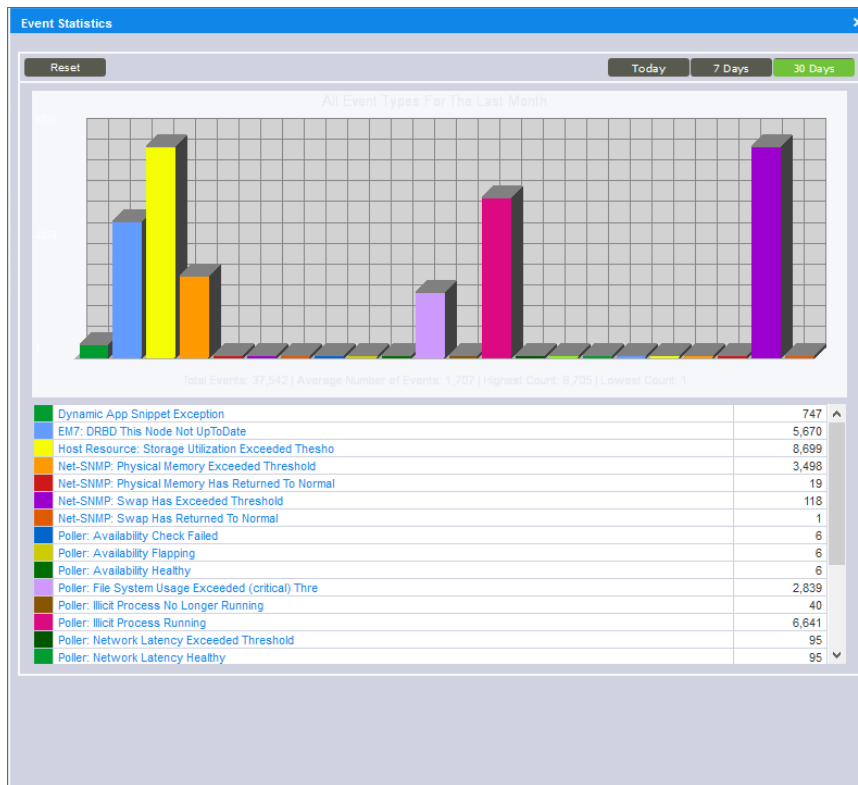 Event Statistics
Reset
Today 7 Days 30 Days
All Event Types For The Last Month
Total Events: 37,542 | Average Number of Events: 1,707 | Highest Count: 8,705 | Lowest Count: 1
Dynamic App Snippet Exception 747
EM7: DRBD This Node Not UpToDate 5,670
Host Resource: Storage Utilization Exceeded Thesho 8,699
Net-SNMP: Physical Memory Exceeded Threshold 3,498
Net-SNMP: Physical Memory Has Returned To Normal 19
Net-SNMP: Swap Has Exceeded Threshold 118
Net-SNMP: Swap Has Returned To Normal 1
Poller: Availability Check Failed 6
Poller: Availability Flapping 6
Poller: Availability Healthy 6
Poller: File System Usage Exceeded (critical) Thre 2,839
Poller: Illicit Process No Longer Running 40
Poller: Illicit Process Running 6,641
Poller: Network Latency Exceeded Threshold 95
Poller: Network Latency Healthy 95